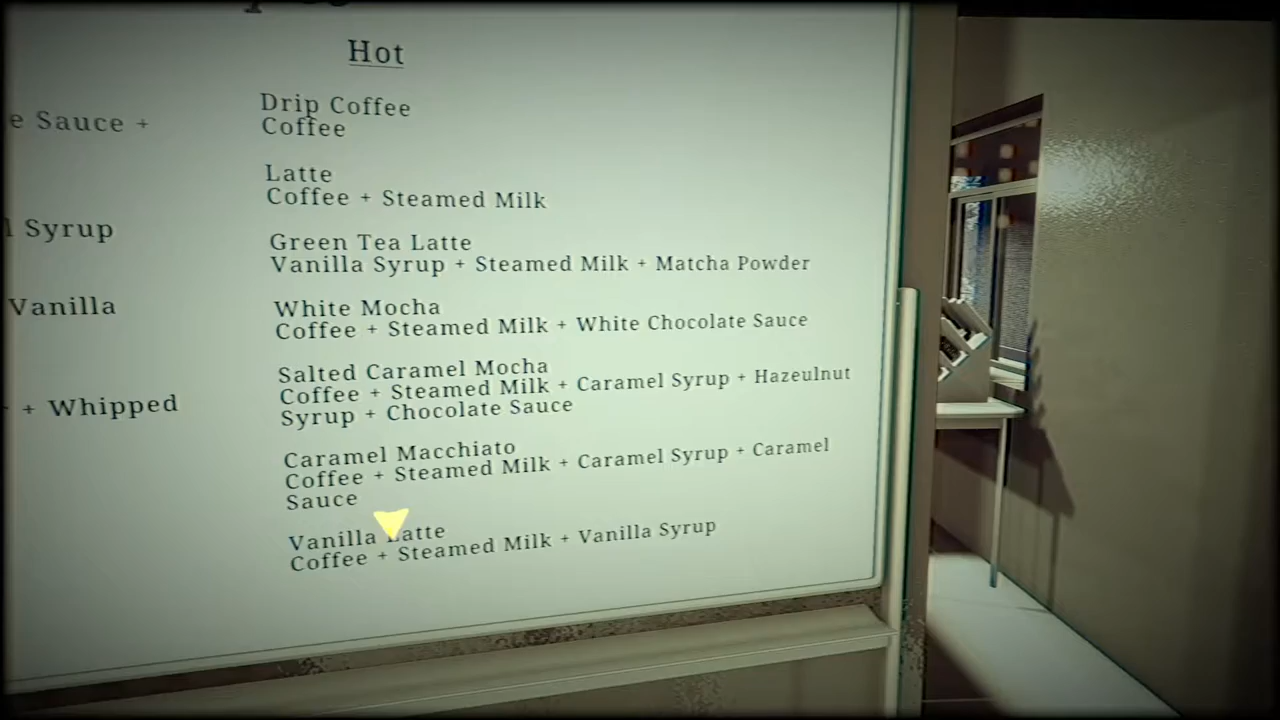 Hot
Drip Coffee
Coffee
Latte
Coffee + Steamed Milk
Green Tea Latte
Vanilla Syrup + Steamed Milk + Matcha Powder
White Mocha
Coffee + Steamed Milk + White Chocolate Sauce
Salted Caramel Mocha
Coffee + Steamed Milk + Caramel Syrup + Hazeulnut
Syrup + Chocolate Sauce
Caramel Macchiato
Coffee + Steamed Milk + Caramel Syrup + Caramel
Sauce
Vanilla Latte
Coffee + Steamed Milk + Vanilla Syrup
Sauce +
Syrup
Vanilla
+ Whipped